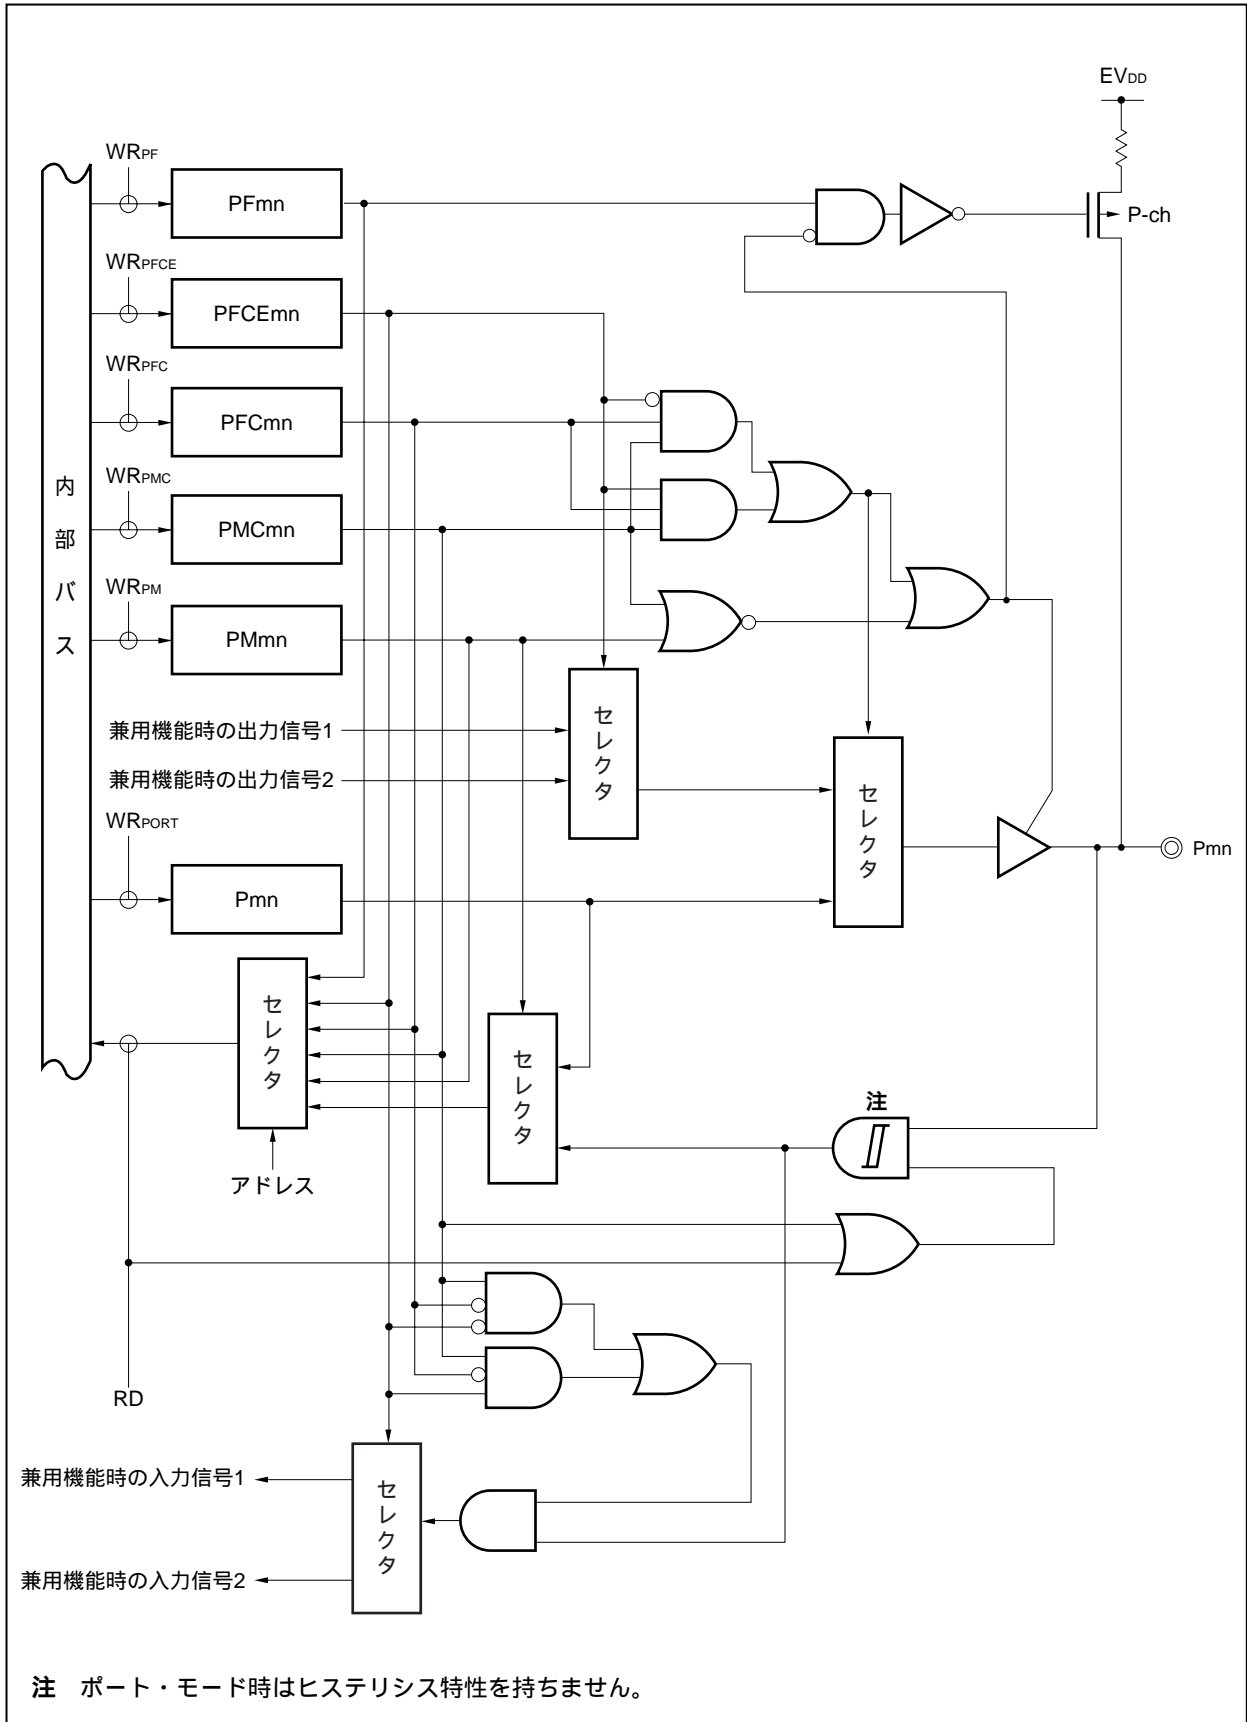 EVDD
WRPF
PFmn
P-ch
WRPFCE
PFCEmn
WRPFC
PFCmn
WRPMC
PMCmn
WRPM
PMmn
内部バス
兼用機能時の出力信号1
兼用機能時の出力信号2
セレクタ
セレクタ
WRPORT
Pmn
Pmn
セレクタ
セレクタ
アドレス
注
RD
兼用機能時の入力信号1
兼用機能時の入力信号2
セレクタ
注 ポート・モード時はヒステリシス特性を持ちません。